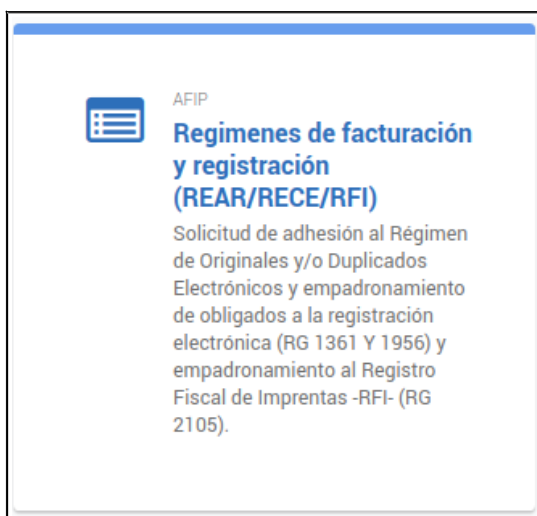 AFIP
Regimenes de facturación
y registración
(REAR/RECE/RFI)
Solicitud de adhesión al Régimen
de Originales y/o Duplicados
Electrónicos y empadronamiento
de obligados a la registración
electrónica (RG 1361 Y 1956) y
empadronamiento al Registro
Fiscal de Imprentas -RFI- (RG
2105).